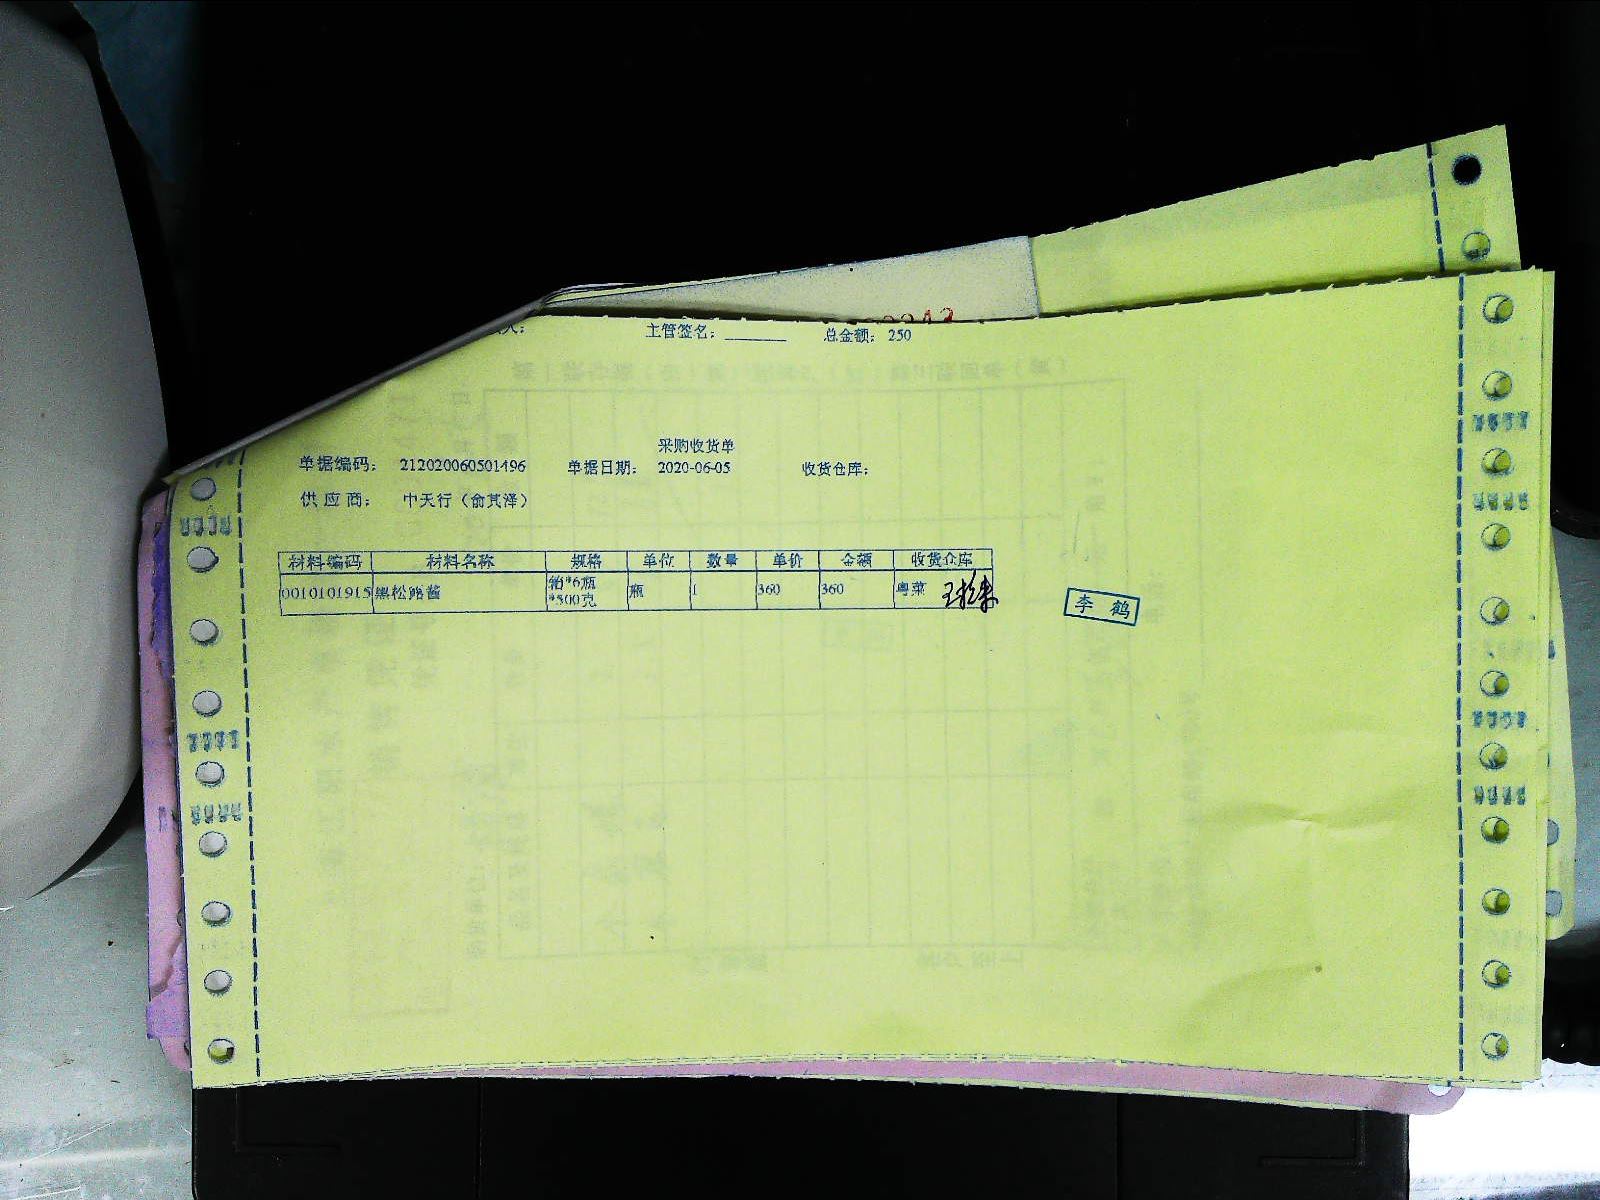 人： 主管签名：________ 总金额：250
采购收货单
单据编码： 212020060501496 单据日期： 2020-06-05 收货仓库：
供 应 商： 中天行（俞其泽）
材料编码 材料名称 规格 单位 数量 单价 金额 收货仓库
0010101915 黑松露酱 箱*6瓶 瓶 1 360 360 粤菜
*500克
李 鹤